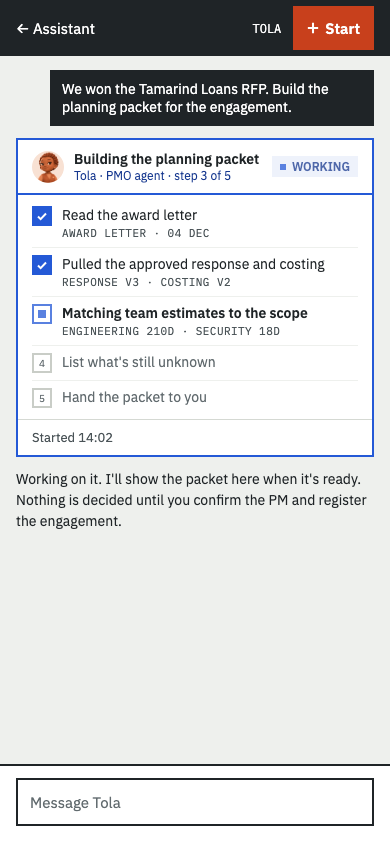 ← Assistant
TOLA
+ Start
We won the Tamarind Loans RFP. Build the
planning packet for the engagement.
Building the planning packet
Tola · PMO agent · step 3 of 5
WORKING
Read the award letter
AWARD LETTER · 04 DEC
Pulled the approved response and costing
RESPONSE V3 · COSTING V2
Matching team estimates to the scope
ENGINEERING 210D · SECURITY 18D
4 List what's still unknown
5 Hand the packet to you
Started 14:02
Working on it. I'll show the packet here when it's ready.
Nothing is decided until you confirm the PM and register
the engagement.
Message Tola